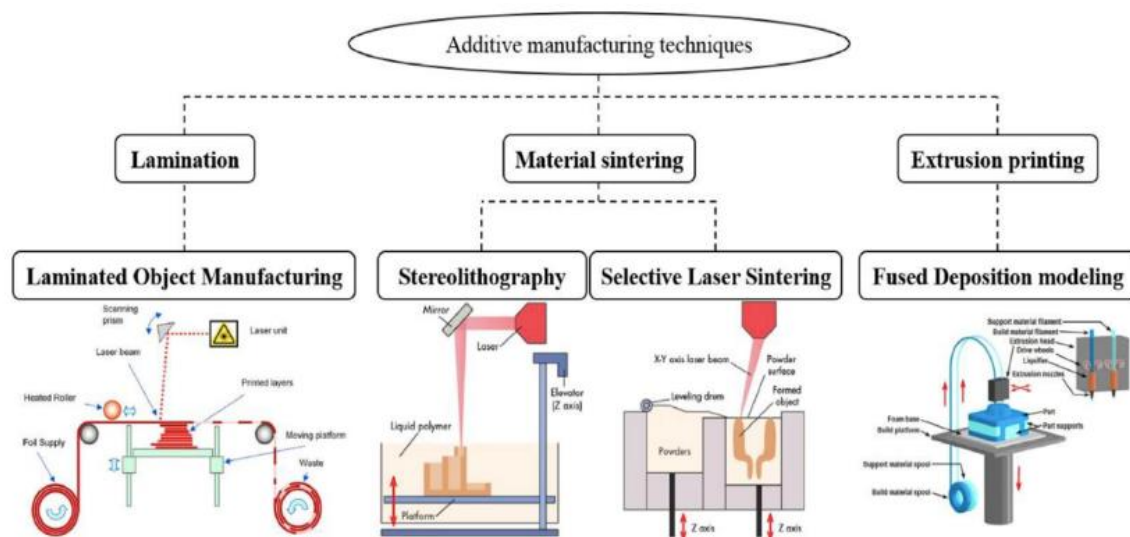 Additive manufacturing techniques
Lamination
Material sintering
Extrusion printing
Laminated Object Manufacturing
Stereolithography
Selective Laser Sintering
Fused Deposition modeling
Scanning
prism
Laser unit
Laser beam
Printed layers
Heated Roller
Foil Supply
Moving platform
Waste
Mirror
Laser
Elevator
(Z axis)
Liquid polymer
Platform
X-Y axis laser beam
Powder
surface
Leveling drum
Formed
object
Powders
Z axis
Z axis
Support material filament
Build material filament
Extrusion head
Drive wheels
Liquifier
Extrusion nozzles
Foam base
Build platform
Part
Part supports
Support material spool
Build material spool